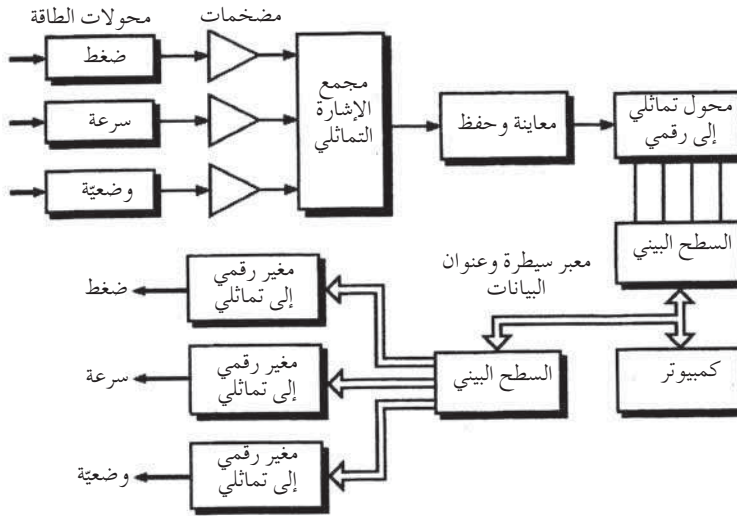 محولات الطاقة
مضخمات
ضغط
سرعة
وضعيّة
مجمع
الإشارة
التماثلي
معاينة وحفظ
محول تماثلي
إلى رقمي
السطح البيني
معبر سيطرة وعنوان
البيانات
كمبيوتر
السطح البيني
مغير رقمي
إلى تماثلي
ضغط
مغير رقمي
إلى تماثلي
سرعة
مغير رقمي
إلى تماثلي
وضعيّة